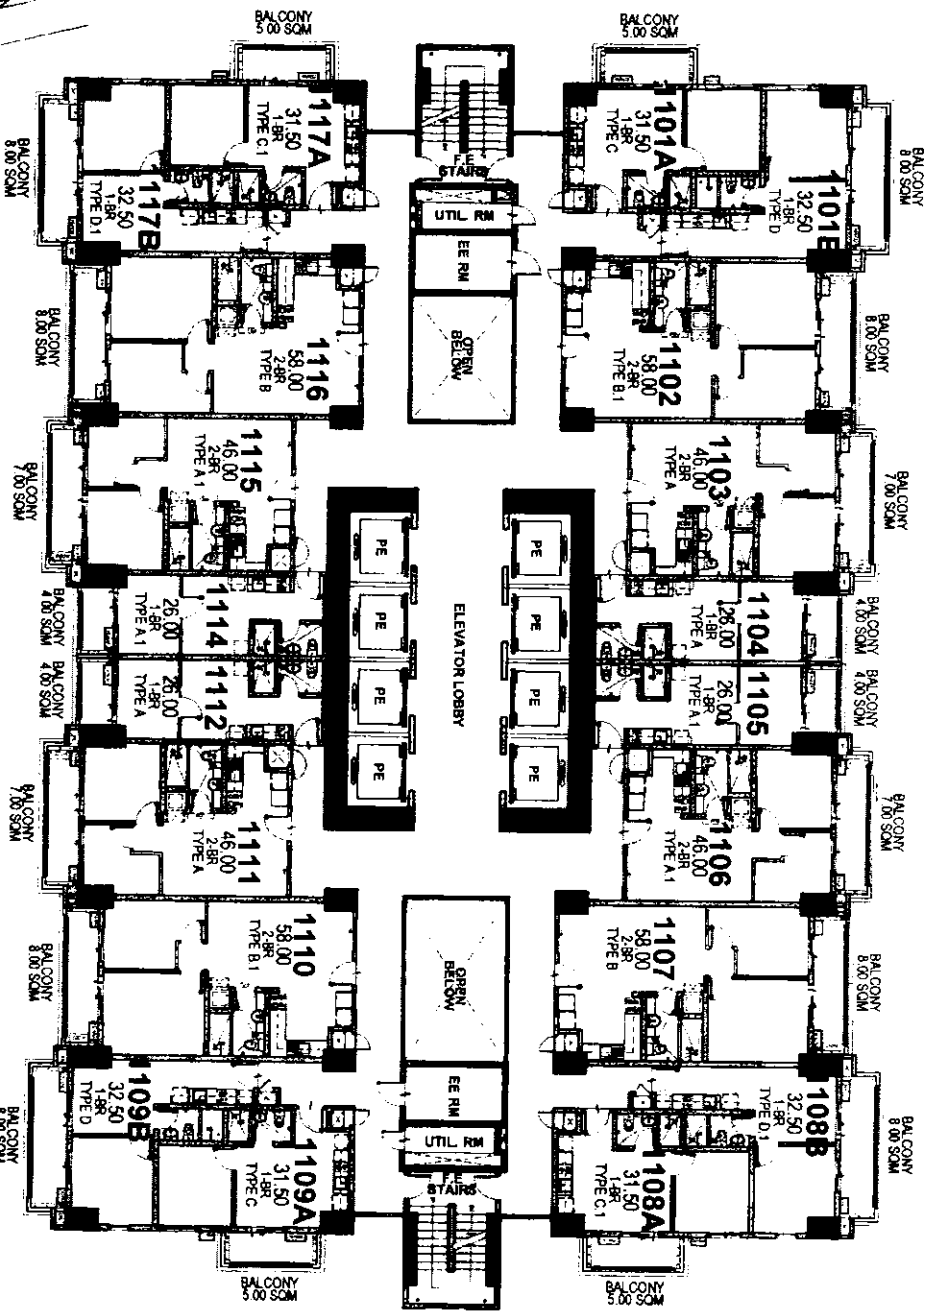 BALCONY
5.00 SQM
BALCONY
5.00 SQM
BALCONY
8.00 SQM
117A
31.50
1-BR
TYPE C.1
117B
32.50
1-BR
TYPE D.1
F.E
STAIRS
UTIL. RM
EE RM
OPEN
BELOW
1101A
31.50
1-BR
TYPE C
1101B
32.50
1-BR
TYPE D
BALCONY
8.00 SQM
BALCONY
8.00 SQM
1116
58.00
2-BR
TYPE B
1102
58.00
2-BR
TYPE B.1
BALCONY
8.00 SQM
BALCONY
7.00 SQM
1115
46.00
2-BR
TYPE A.1
1103
46.00
2-BR
TYPE A
BALCONY
7.00 SQM
PE
PE
PE
PE
ELEVATOR LOBBY
PE
PE
PE
PE
BALCONY
4.00 SQM
1114
26.00
1-BR
TYPE A.1
1104
26.00
1-BR
TYPE A
BALCONY
4.00 SQM
BALCONY
4.00 SQM
1112
26.00
1-BR
TYPE A
1105
26.00
1-BR
TYPE A.1
BALCONY
4.00 SQM
BALCONY
7.00 SQM
1111
46.00
2-BR
TYPE A
1106
46.00
2-BR
TYPE A.1
BALCONY
7.00 SQM
BALCONY
8.00 SQM
1110
58.00
2-BR
TYPE B.1
OPEN
BELOW
1107
58.00
2-BR
TYPE B
BALCONY
8.00 SQM
BALCONY
8.00 SQM
109B
32.50
1-BR
TYPE D
1109A
31.50
1-BR
TYPE C
EE RM
UTIL. RM
F.E
STAIRS
108B
32.50
1-BR
TYPE D.1
1108A
31.50
1-BR
TYPE C.1
BALCONY
8.00 SQM
BALCONY
5.00 SQM
BALCONY
5.00 SQM